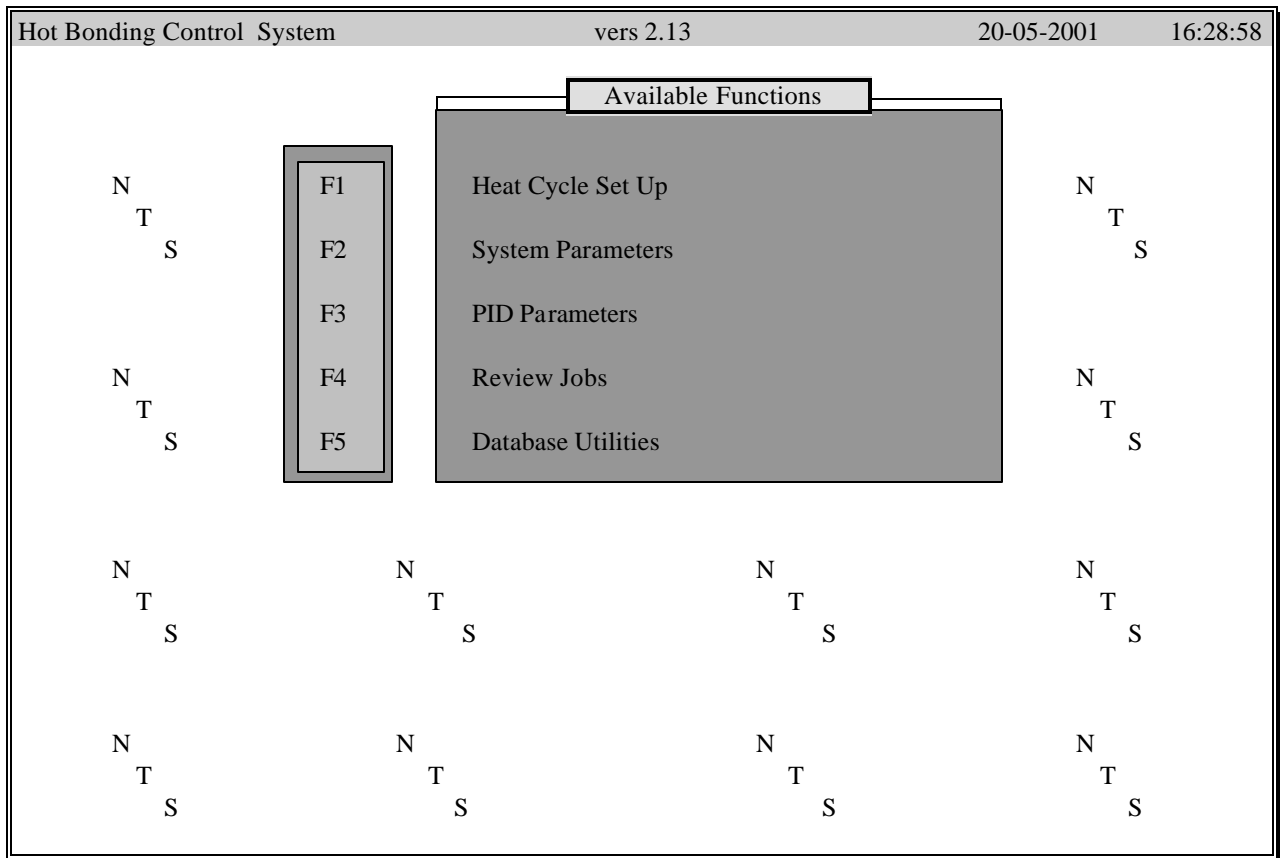 Hot Bonding Control System vers 2.13 20-05-2001 16:28:58
Available Functions
N F1 Heat Cycle Set Up N
T T
S F2 System Parameters S
F3 PID Parameters
N F4 Review Jobs N
T T
S F5 Database Utilities S
N N N N
T T T T
S S S S
N N N N
T T T T
S S S S